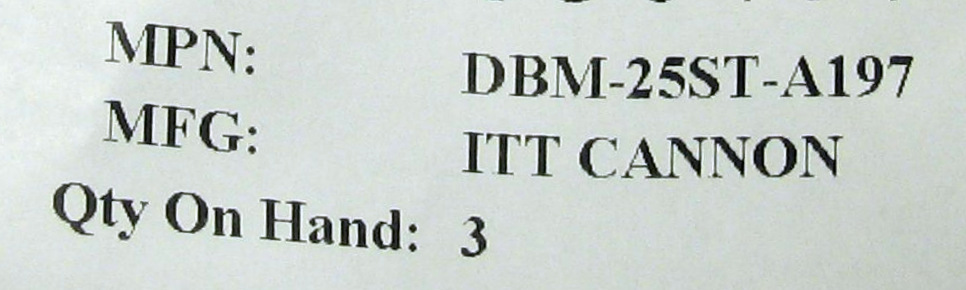 MPN: DBM-25ST-A197
MFG: ITT CANNON
Qty On Hand: 3